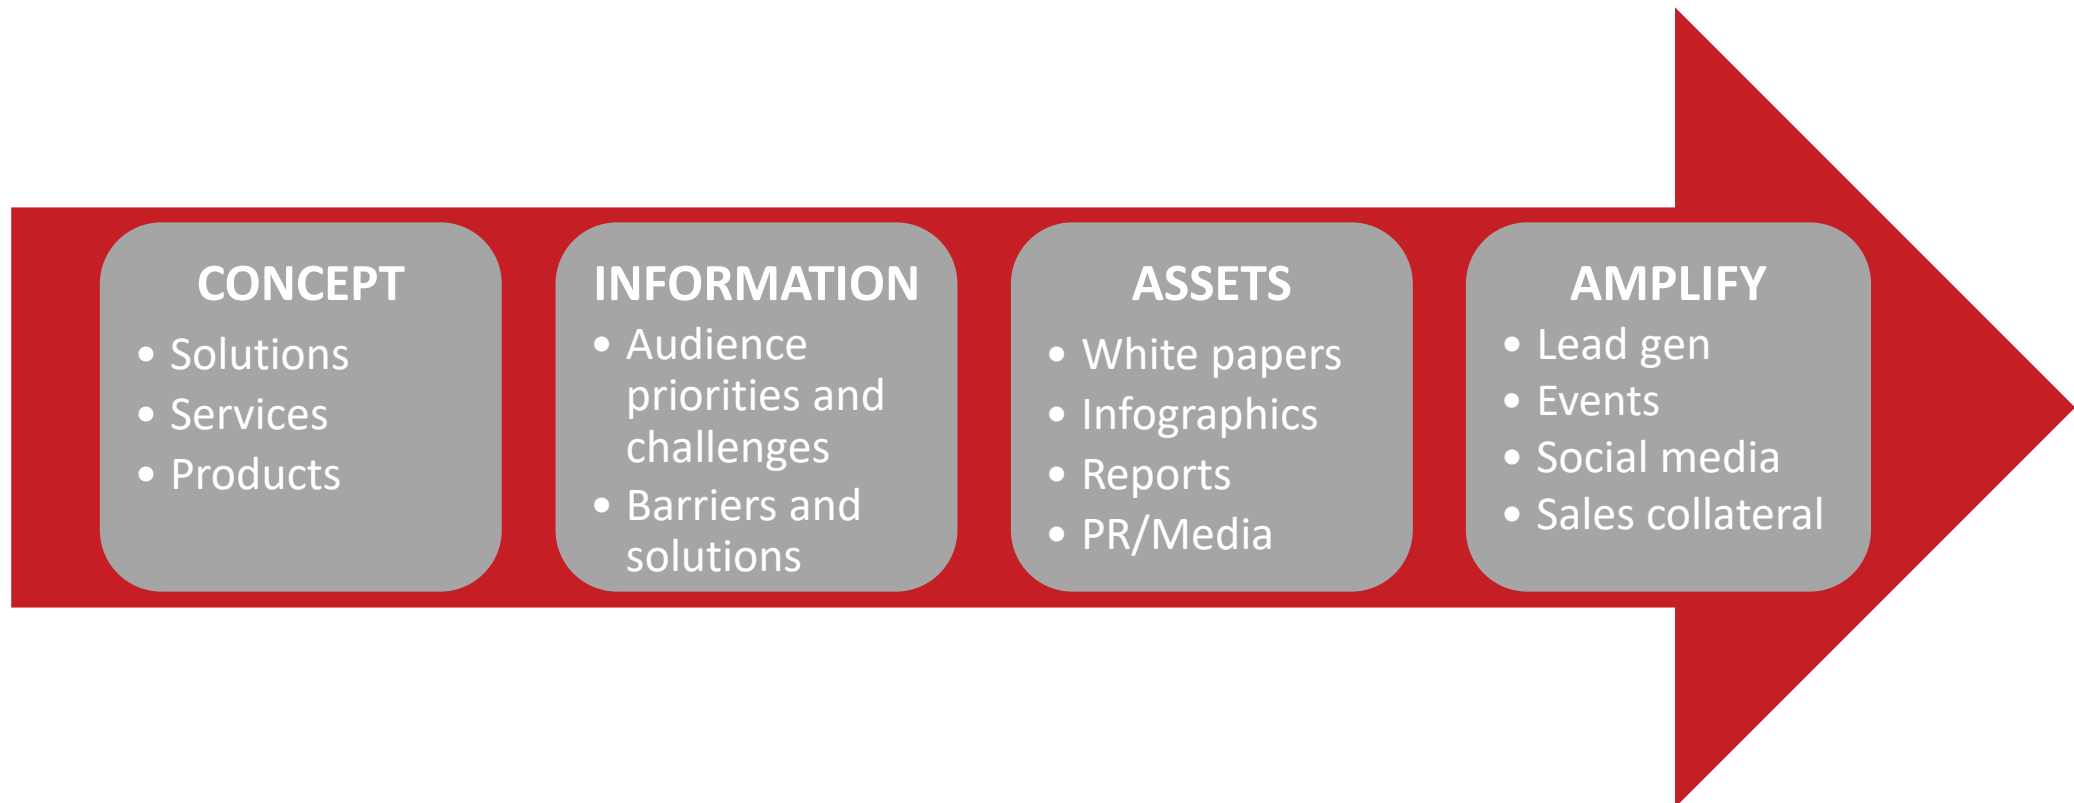 CONCEPT
• Solutions
• Services
• Products
INFORMATION
• Audience
priorities and
challenges
• Barriers and
solutions
ASSETS
• White papers
• Infographics
• Reports
• PR/Media
AMPLIFY
• Lead gen
• Events
• Social media
• Sales collateral